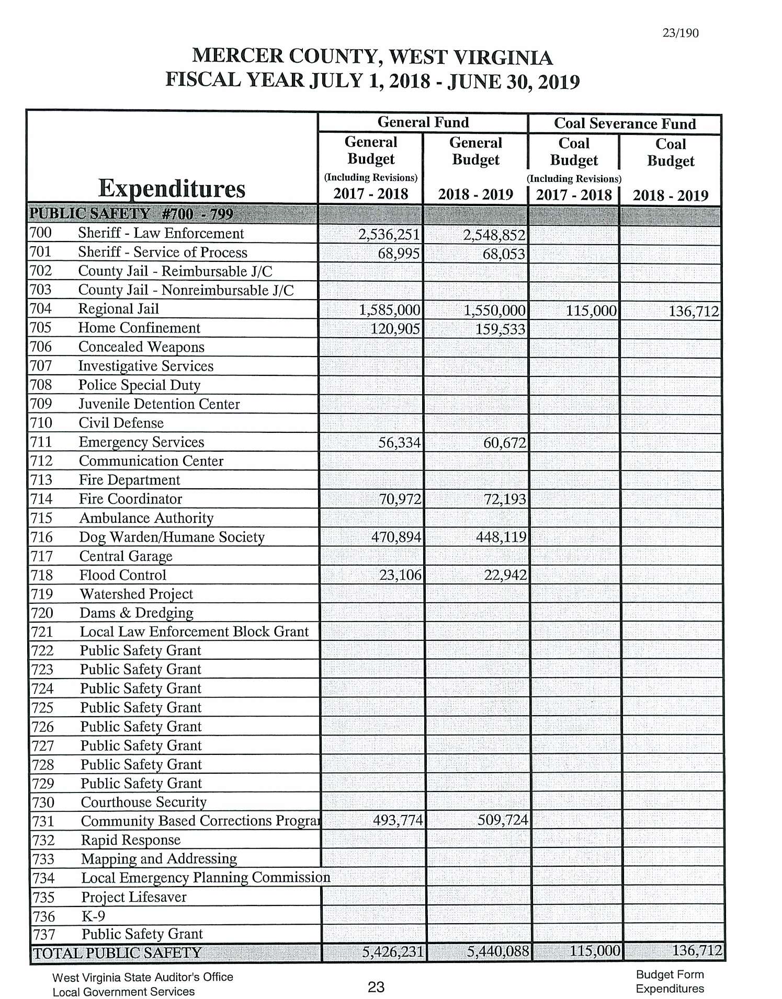 23/190
MERCER COUNTY, WEST VIRGINIA
FISCAL YEAR JULY 1, 2018 - JUNE 30, 2019
General Fund Coal Severance Fund
General General Coal Coal
Budget Budget Budget Budget
(Including Revisions) (Including Revisions)
Expenditures 2017 - 2018 2018 - 2019 2017 - 2018 2018 - 2019
PUBLIC SAFETY #700 - 799
700 Sheriff - Law Enforcement 2,536,251 2,548,852
701 Sheriff - Service of Process 68,995 68,053
702 County Jail - Reimbursable J/C
703 County Jail - Nonreimbursable J/C
704 Regional Jail 1,585,000 1,550,000 115,000 136,712
705 Home Confinement 120,905 159,533
706 Concealed Weapons
707 Investigative Services
708 Police Special Duty
709 Juvenile Detention Center
710 Civil Defense
711 Emergency Services 56,334 60,672
712 Communication Center
713 Fire Department
714 Fire Coordinator 70,972 72,193
715 Ambulance Authority
716 Dog Warden/Humane Society 470,894 448,119
717 Central Garage
718 Flood Control 23,106 22,942
719 Watershed Project
720 Dams & Dredging
721 Local Law Enforcement Block Grant
722 Public Safety Grant
723 Public Safety Grant
724 Public Safety Grant
725 Public Safety Grant
726 Public Safety Grant
727 Public Safety Grant
728 Public Safety Grant
729 Public Safety Grant
730 Courthouse Security
731 Community Based Corrections Progra 493,774 509,724
732 Rapid Response
733 Mapping and Addressing
734 Local Emergency Planning Commission
735 Project Lifesaver
736 K-9
737 Public Safety Grant
TOTAL PUBLIC SAFETY 5,426,231 5,440,088 115,000 136,712
West Virginia State Auditor's Office Budget Form
Local Government Services 23 Expenditures